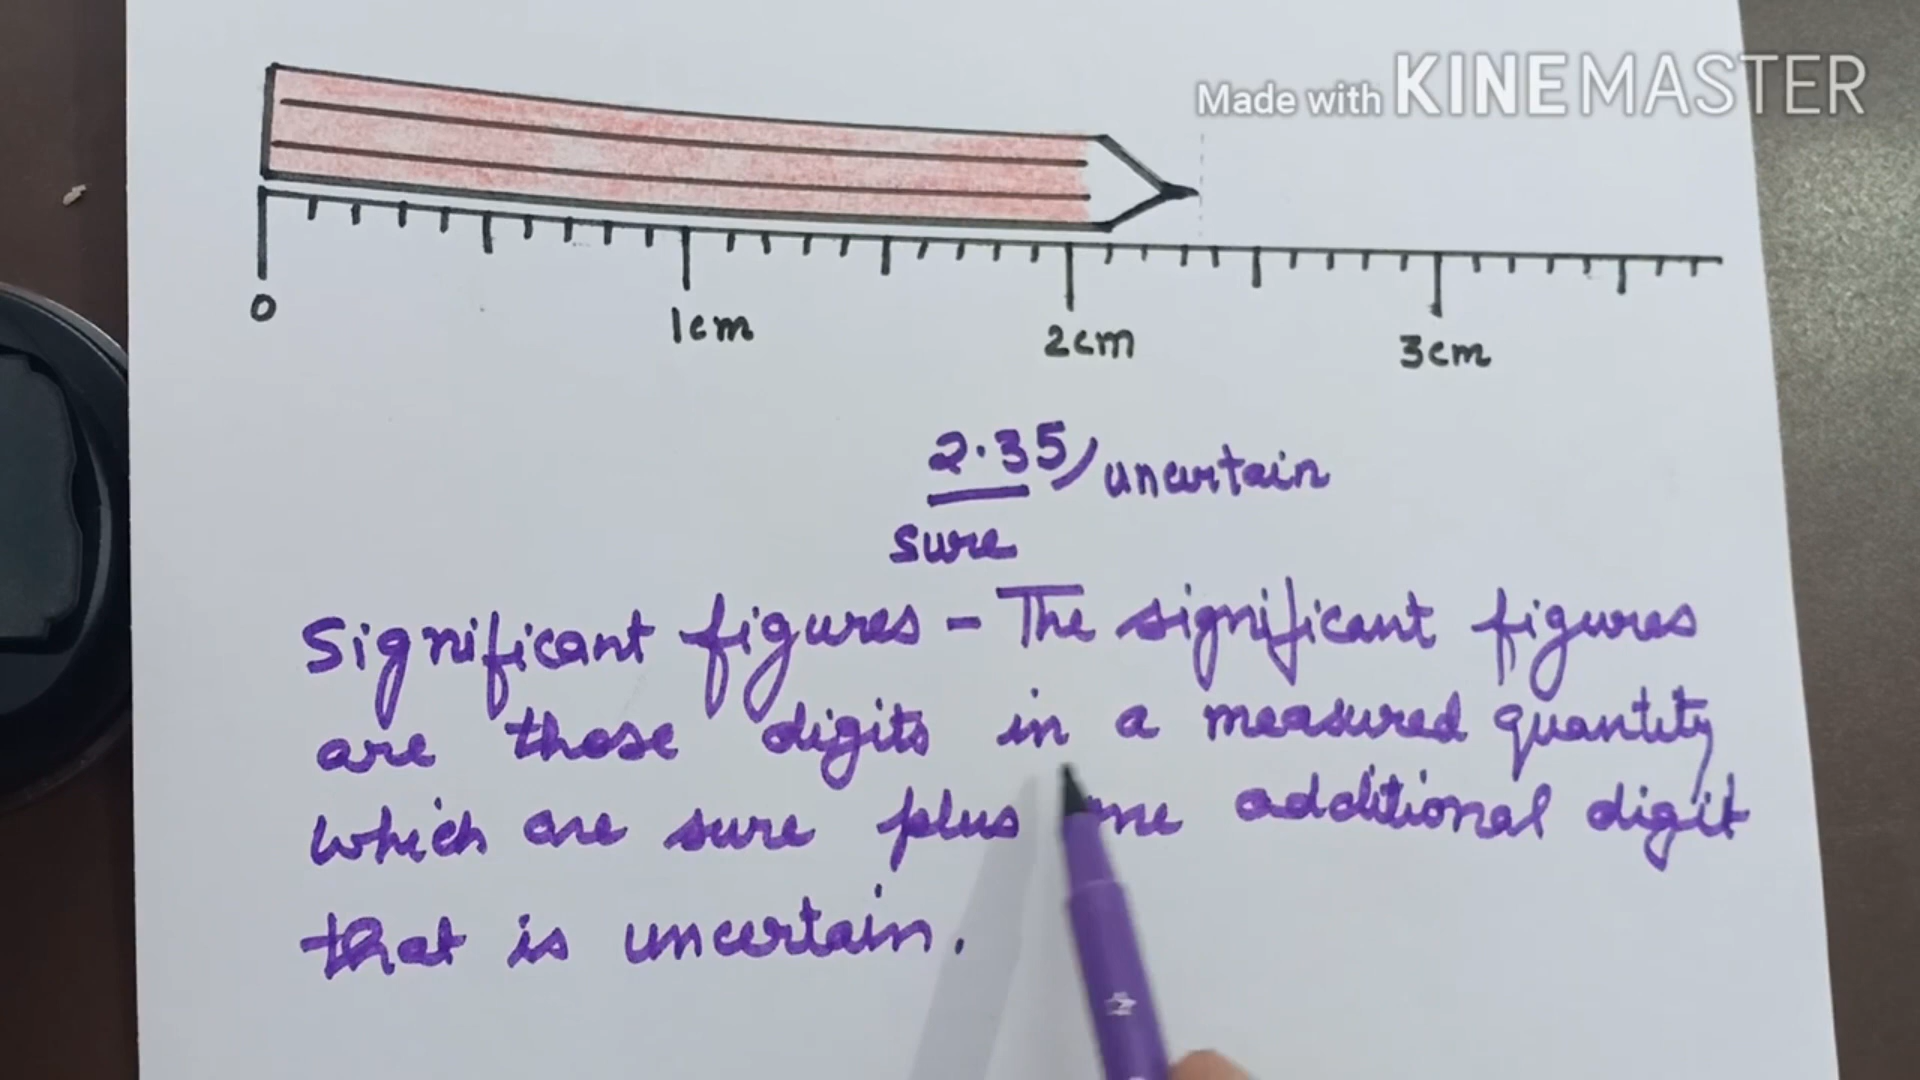 Made with KINEMASTER
0 1cm 2cm 3cm
2.35 uncertain
sure
Significant figures - The significant figures
are those digits in a measured quantity
which are sure plus one additional digit
that is uncertain.